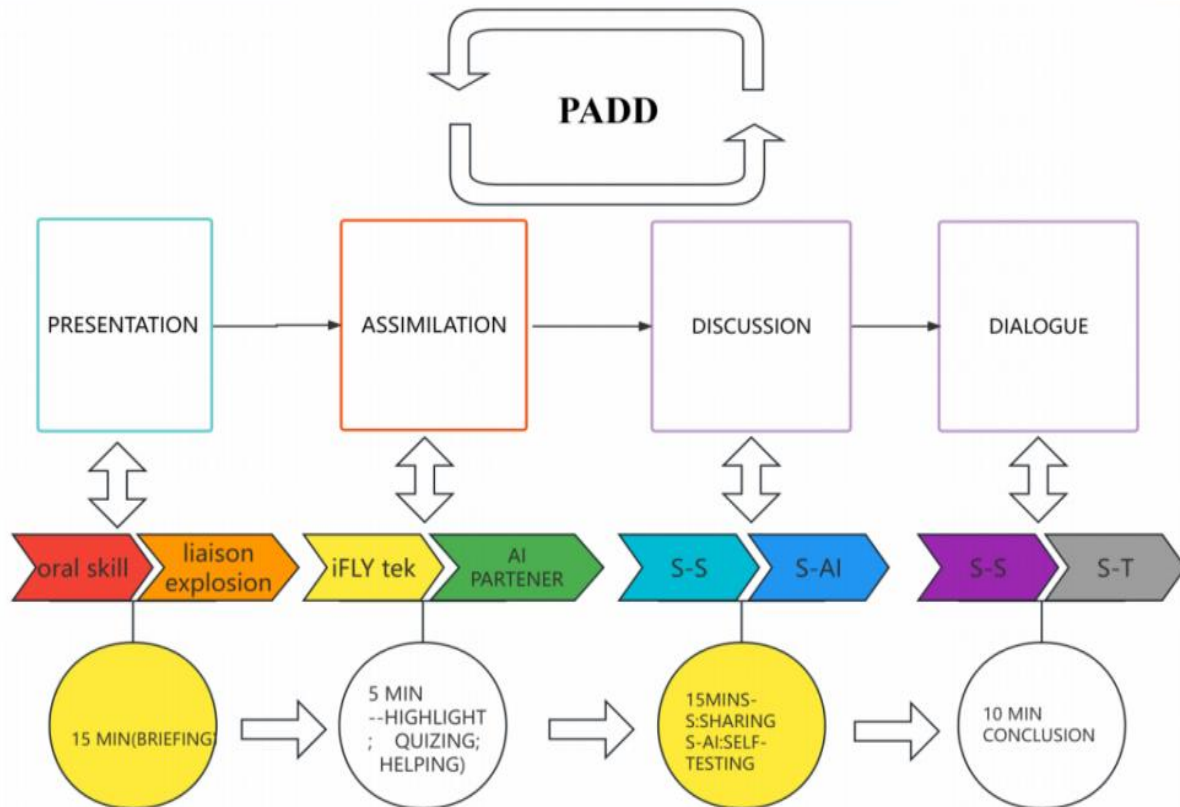 PADD
PRESENTATION
ASSIMILATION
DISCUSSION
DIALOGUE
oral skill
liaison
explosion
iFLY tek
AI
PARTENER
S-S
S-AI
S-S
S-T
15 MIN(BRIEFING)
5 MIN
--HIGHLIGHT
; QUIZING;
HELPING)
15MINS-
S:SHARING
S-AI:SELF-
TESTING
10 MIN
CONCLUSION